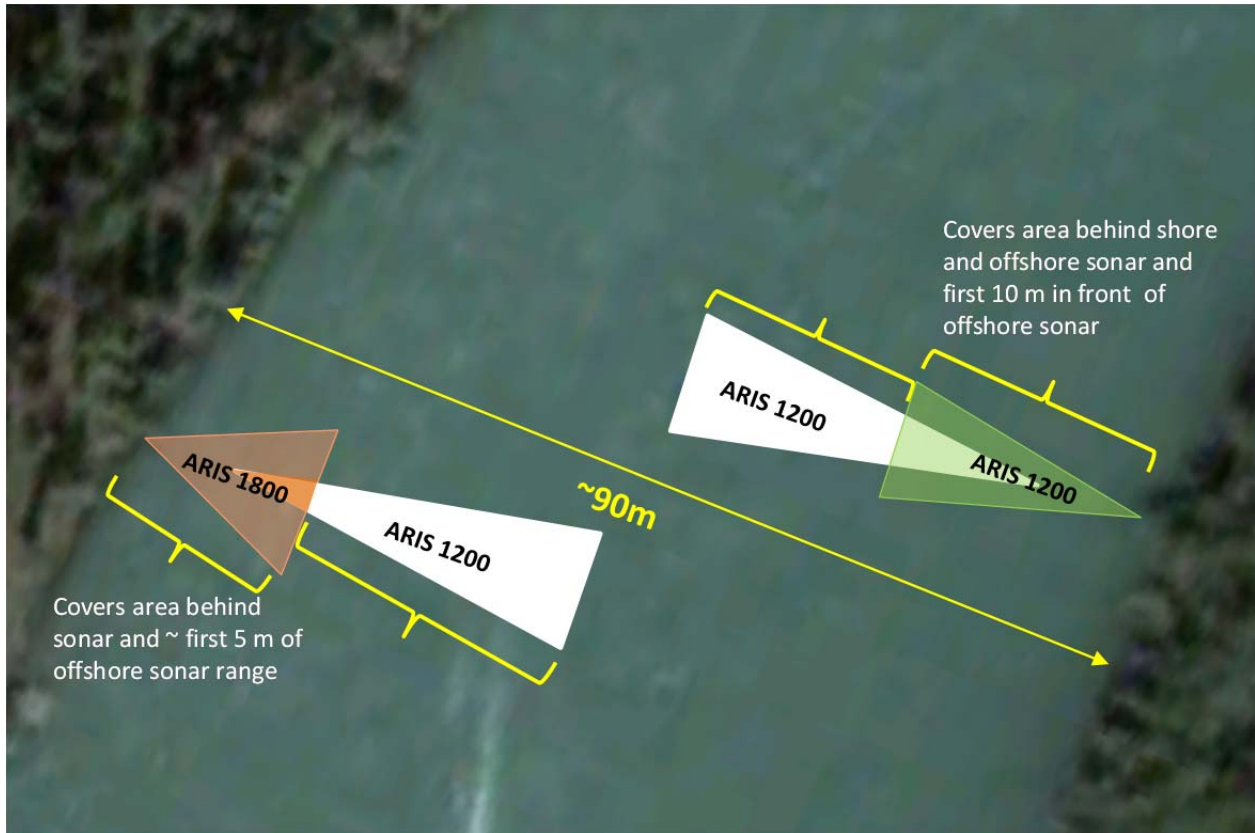 Covers area behind shore
and offshore sonar and
first 10 m in front  of
offshore sonar
ARIS 1200
ARIS 1200
~90m
ARIS 1800
ARIS 1200
Covers area behind
sonar and ~ first 5 m of
offshore sonar range